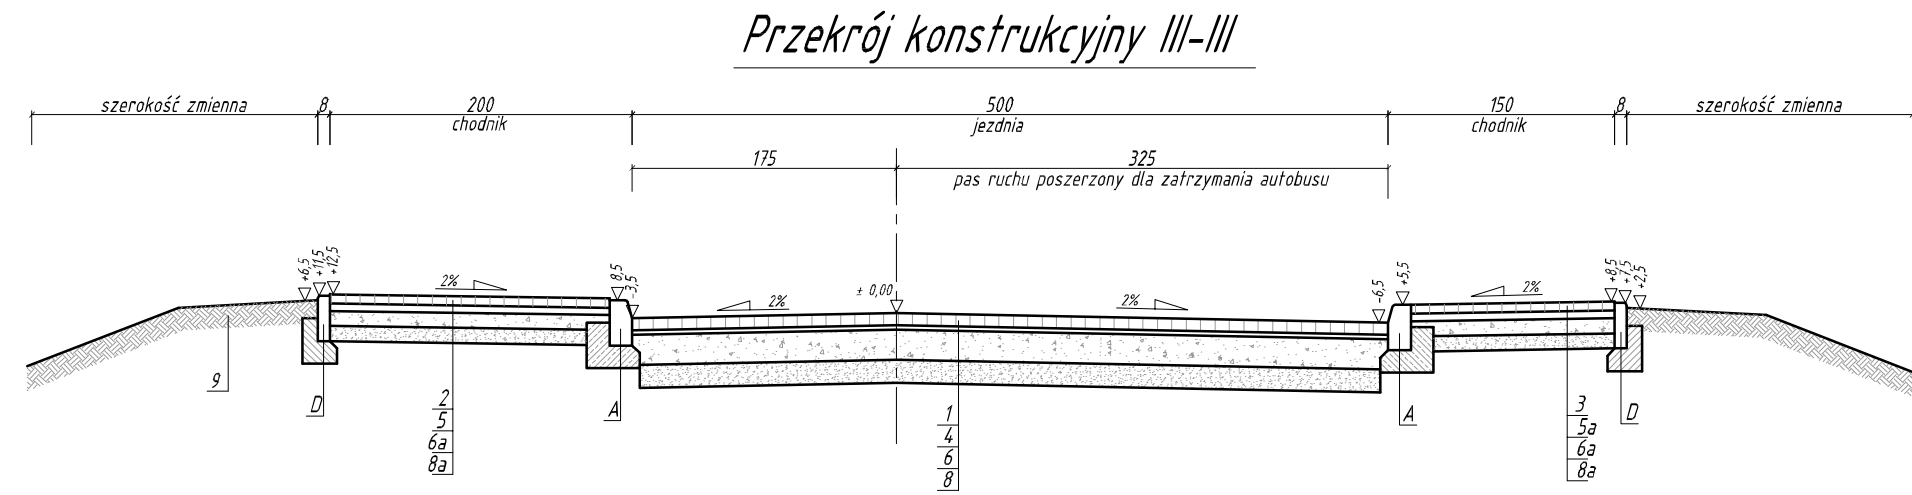 Przekrój konstrukcyjny III-III
szerokość zmienna 8 200 500 150 8 szerokość zmienna
chodnik jezdnia chodnik
175 325
pas ruchu poszerzony dla zatrzymania autobusu
+6,5 +11,5 +12,5 8,5 -3,5 -6,5 +5,5 +8,5 +7,5 +2,5
2% 2% ± 0,00 2% 2%
9 D A A D
2
5
6a
8a
1
4
6
8
3
5a
6a
8a